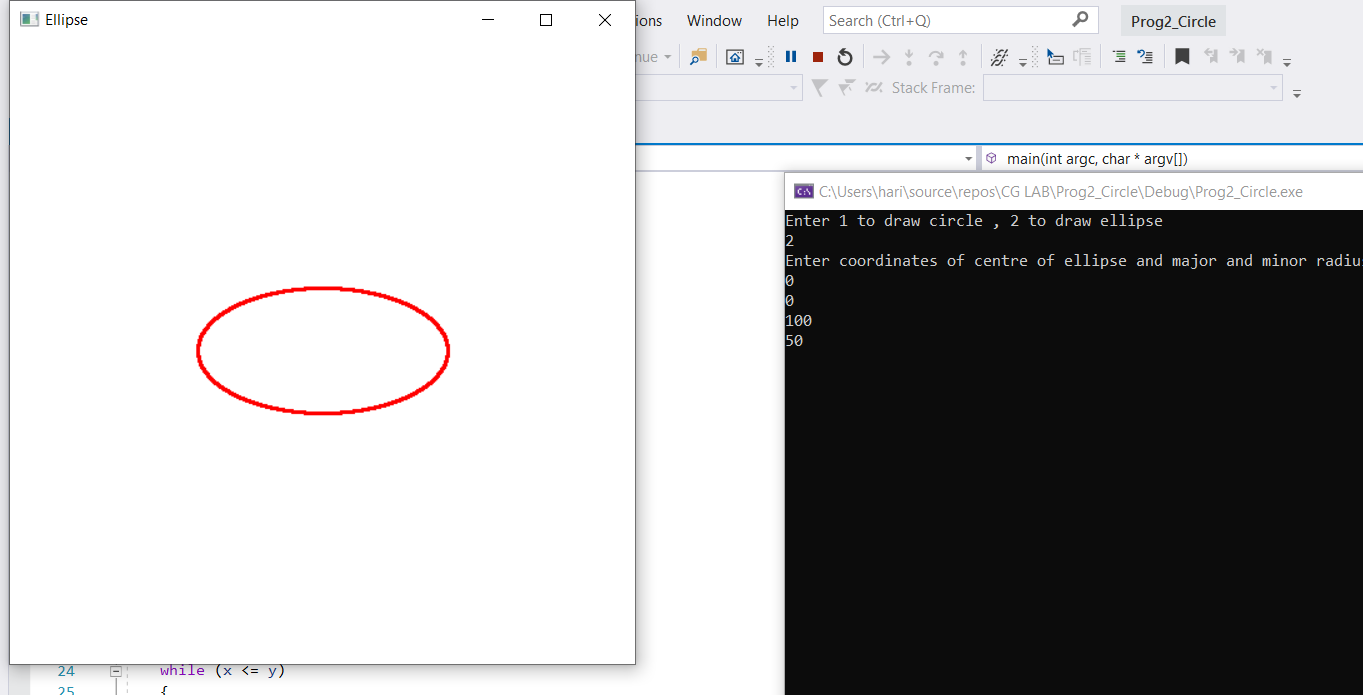 Ellipse
ions Window Help Search (Ctrl+Q) Prog2_Circle
nue
Stack Frame:
main(int argc, char * argv[])
C:\Users\hari\source\repos\CG LAB\Prog2_Circle\Debug\Prog2_Circle.exe
Enter 1 to draw circle , 2 to draw ellipse
2
Enter coordinates of centre of ellipse and major and minor radius
0
0
100
50
24 while (x <= y)
25 {